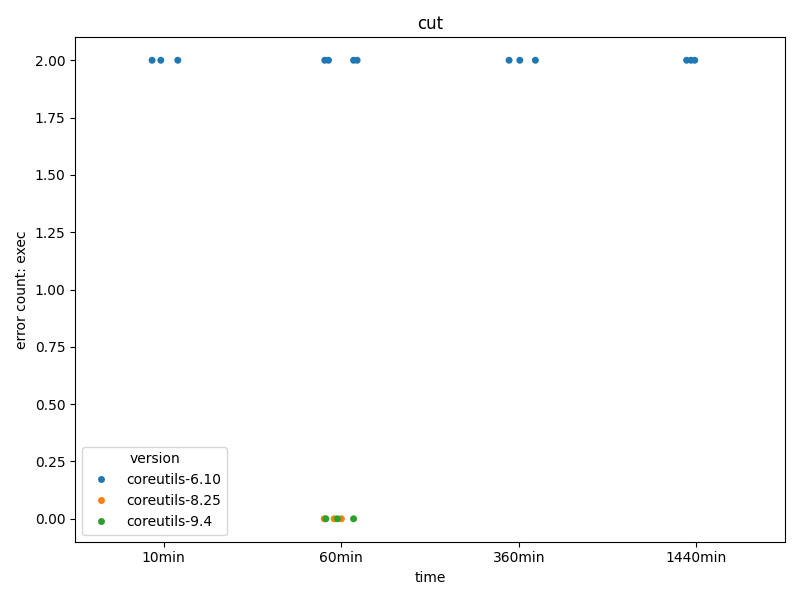 cut
2.00
1.75
1.50
1.25
1.00
0.75
0.50
0.25
0.00
error count: exec
version
coreutils-6.10
coreutils-8.25
coreutils-9.4
10min
60min
360min
1440min
time